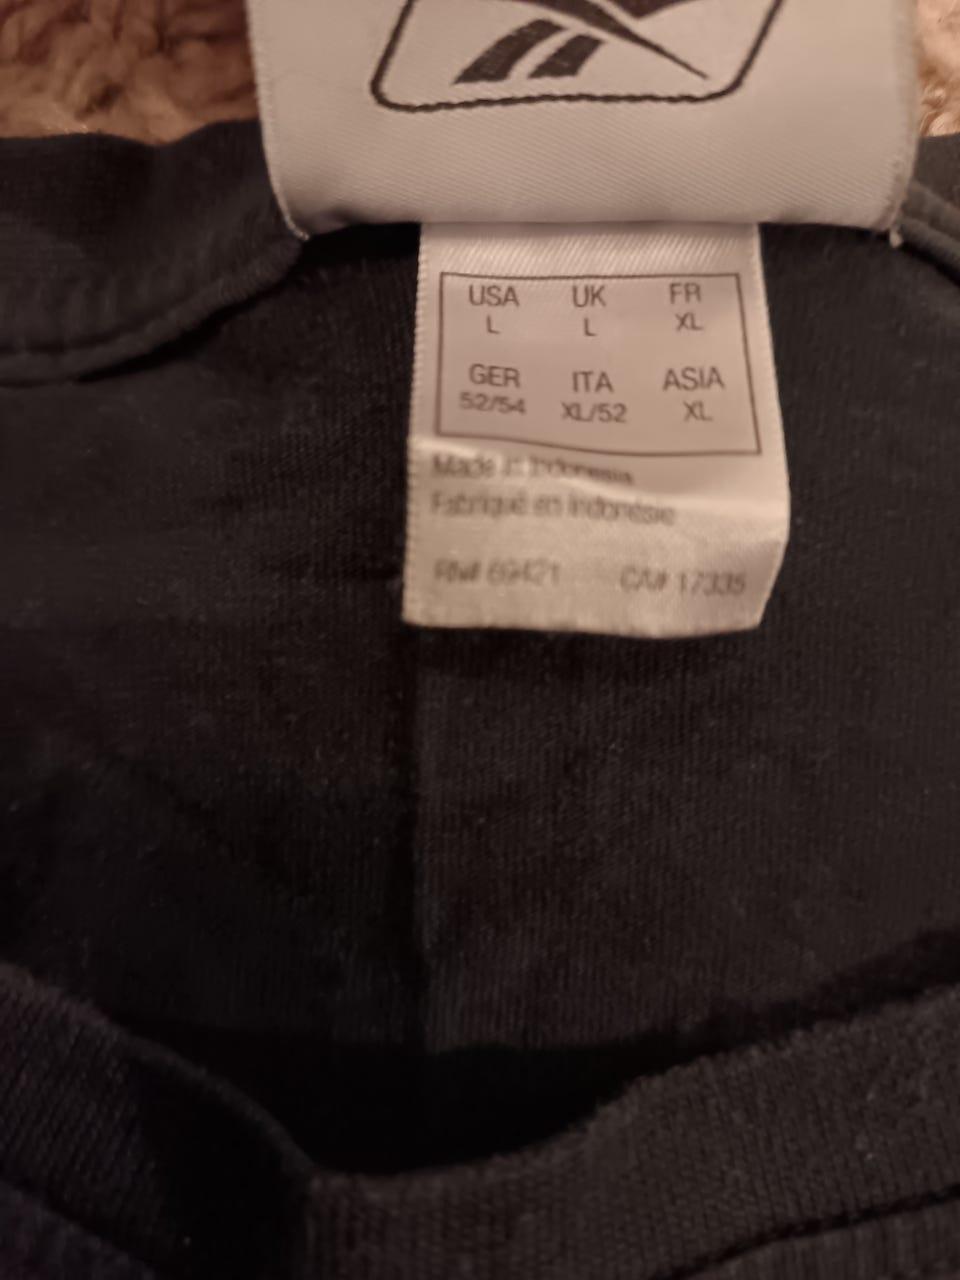 USA UK FR
L L XL
GER ITA ASIA
52/54 XL/52 XL
Made in Indonesia
Fabriqué en Indonésie
RN# 69421 CA# 17335